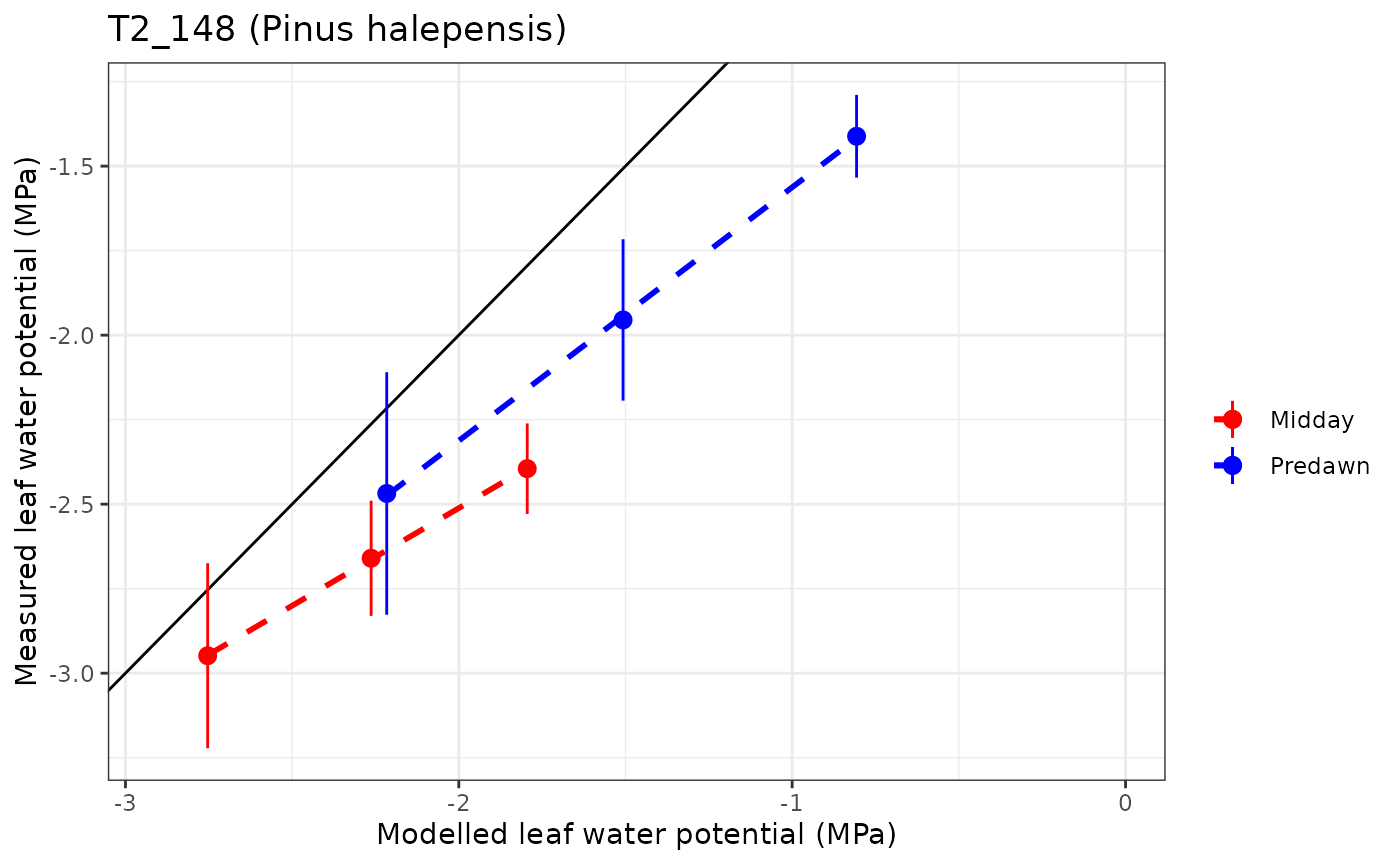 T2_148 (Pinus halepensis)
Measured leaf water potential (MPa)
-1.5
-2.0
-2.5
-3.0
-3
-2
-1
0
Modelled leaf water potential (MPa)
Midday
Predawn